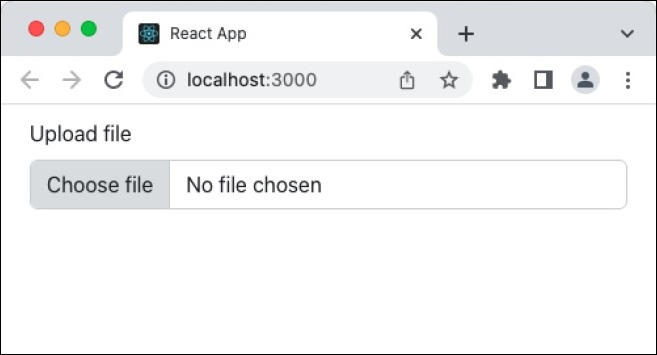 React App
localhost:3000
Upload file
Choose file No file chosen